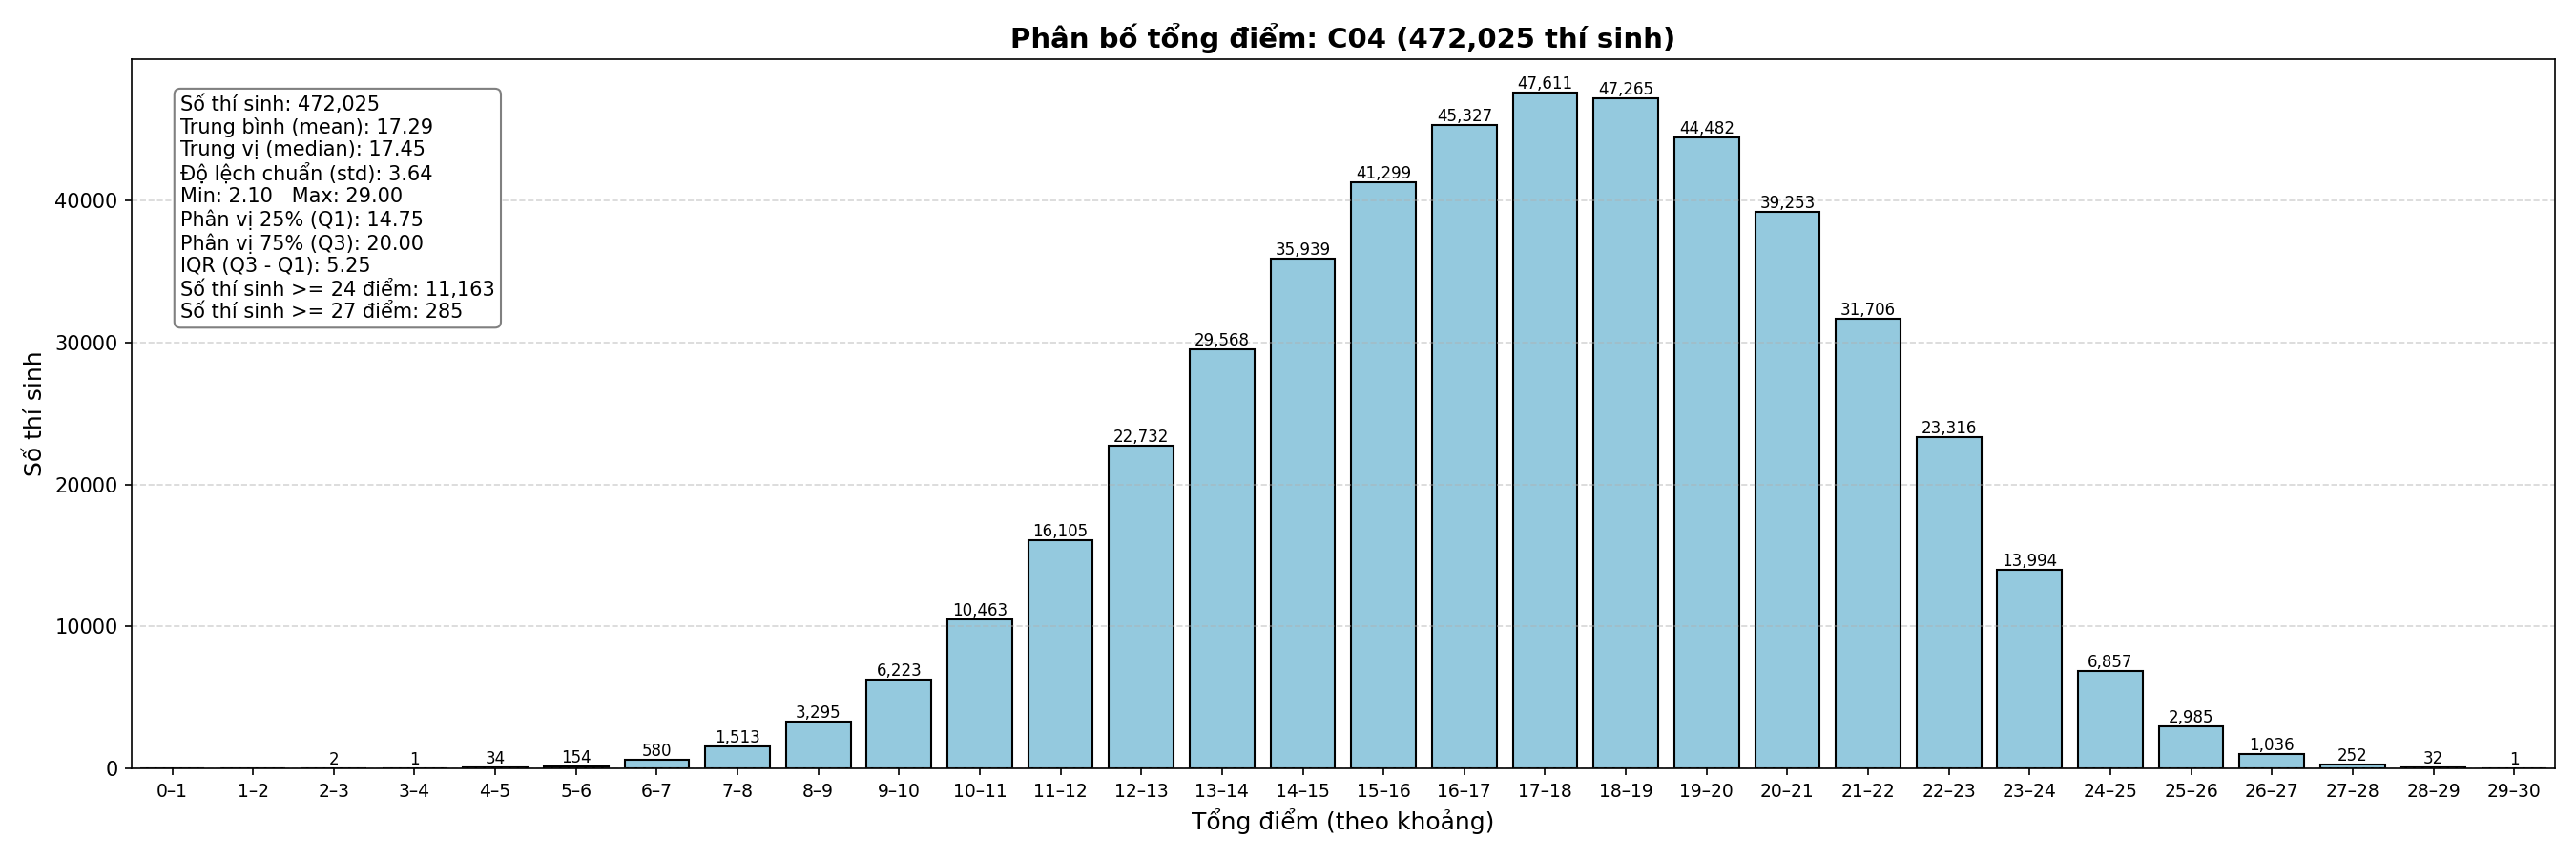 Phân bố tổng điểm: C04 (472,025 thí sinh)
Số thí sinh: 472,025
Trung bình (mean): 17.29
Trung vị (median): 17.45
Độ lệch chuẩn (std): 3.64
Min: 2.10   Max: 29.00
Phân vị 25% (Q1): 14.75
Phân vị 75% (Q3): 20.00
IQR (Q3 - Q1): 5.25
Số thí sinh >= 24 điểm: 11,163
Số thí sinh >= 27 điểm: 285
Số thí sinh
40000
30000
20000
10000
0
2
1
34
154
580
1,513
3,295
6,223
10,463
16,105
22,732
29,568
35,939
41,299
45,327
47,611
47,265
44,482
39,253
31,706
23,316
13,994
6,857
2,985
1,036
252
32
1
0–1 1–2 2–3 3–4 4–5 5–6 6–7 7–8 8–9 9–10 10–11 11–12 12–13 13–14 14–15 15–16 16–17 17–18 18–19 19–20 20–21 21–22 22–23 23–24 24–25 25–26 26–27 27–28 28–29 29–30
Tổng điểm (theo khoảng)